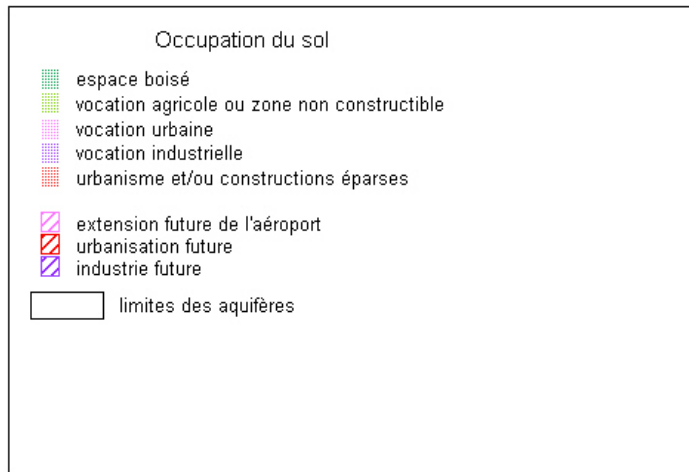 Occupation du sol
espace boisé
vocation agricole ou zone non constructible
vocation urbaine
vocation industrielle
urbanisme et/ou constructions éparses
extension future de l'aéroport
urbanisation future
industrie future
limites des aquifères